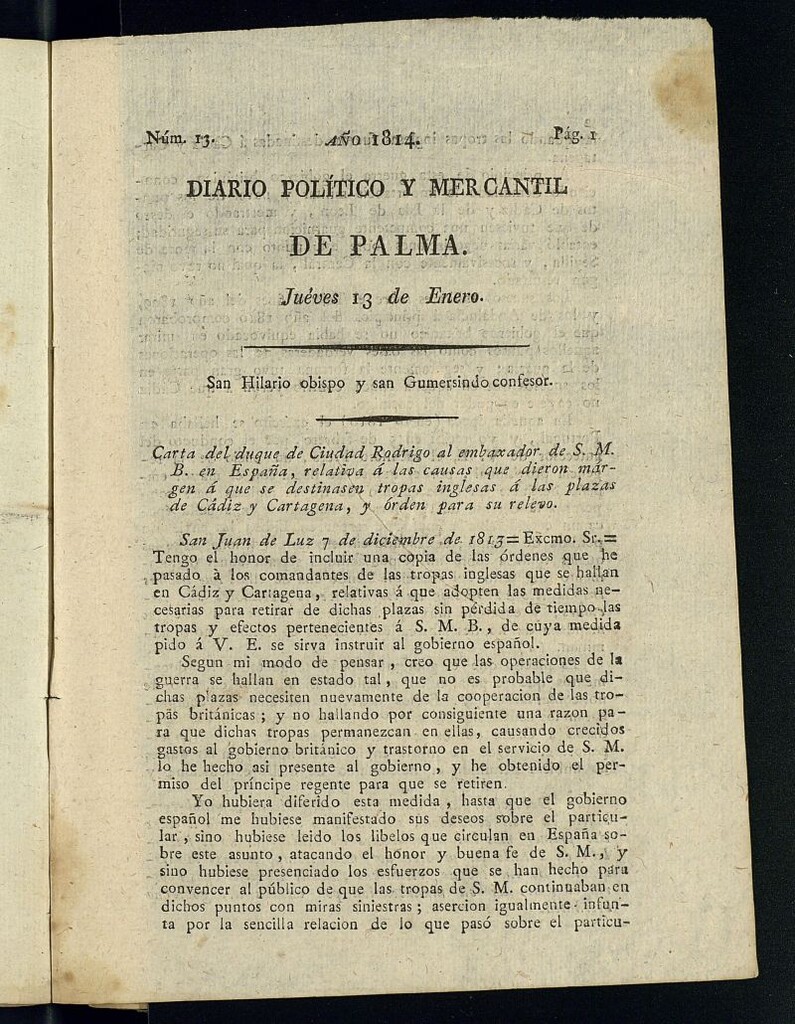 Núm. 13. AÑO 1814. Pág. 1
DIARIO POLÍTICO Y MERCANTIL
DE PALMA.
Juéves 13 de Enero.
San Hilario obispo y san Gumersindo confesor.
Carta del duque de Ciudad Rodrigo al embaxador de S. M.
B. en España, relativa á las causas que dieron már-
gen á que se destinasen tropas inglesas á las plazas
de Cádiz y Cartagena, y órden para su relevo.
San Juan de Luz 7 de diciembre de 1813=Excmo. Sr.=
Tengo el honor de incluir una copia de las órdenes que he
pasado à los comandantes de las tropas inglesas que se hallan
en Cádiz y Cartagena, relativas á que adopten las medidas ne-
cesarias para retirar de dichas plazas sin pérdida de tiempo las
tropas y efectos pertenecientes á S. M. B., de cuya medida
pido á V. E. se sirva instruir al gobierno español.
Segun mi modo de pensar, creo que las operaciones de la
guerra se hallan en estado tal, que no es probable que di-
chas plazas necesiten nuevamente de la cooperacion de las tro-
pas británicas; y no hallando por consiguiente una razon pa-
ra que dichas tropas permanezcan en ellas, causando crecidos
gastos al gobierno británico y trastorno en el servicio de S. M.
lo he hecho asi presente al gobierno, y he obtenido el per-
miso del príncipe regente para que se retiren.
Yo hubiera diferido esta medida, hasta que el gobierno
español me hubiese manifestado sus deseos sobre el particu-
lar, sino hubiese leido los libelos que circulan en España so-
bre este asunto, atacando el honor y buena fe de S. M., y
sino hubiese presenciado los esfuerzos que se han hecho para
convencer al público de que las tropas de S. M. continuaban en
dichos puntos con miras siniestras; asercion igualmente infun-
ta por la sencilla relacion de lo que pasó sobre el particu-